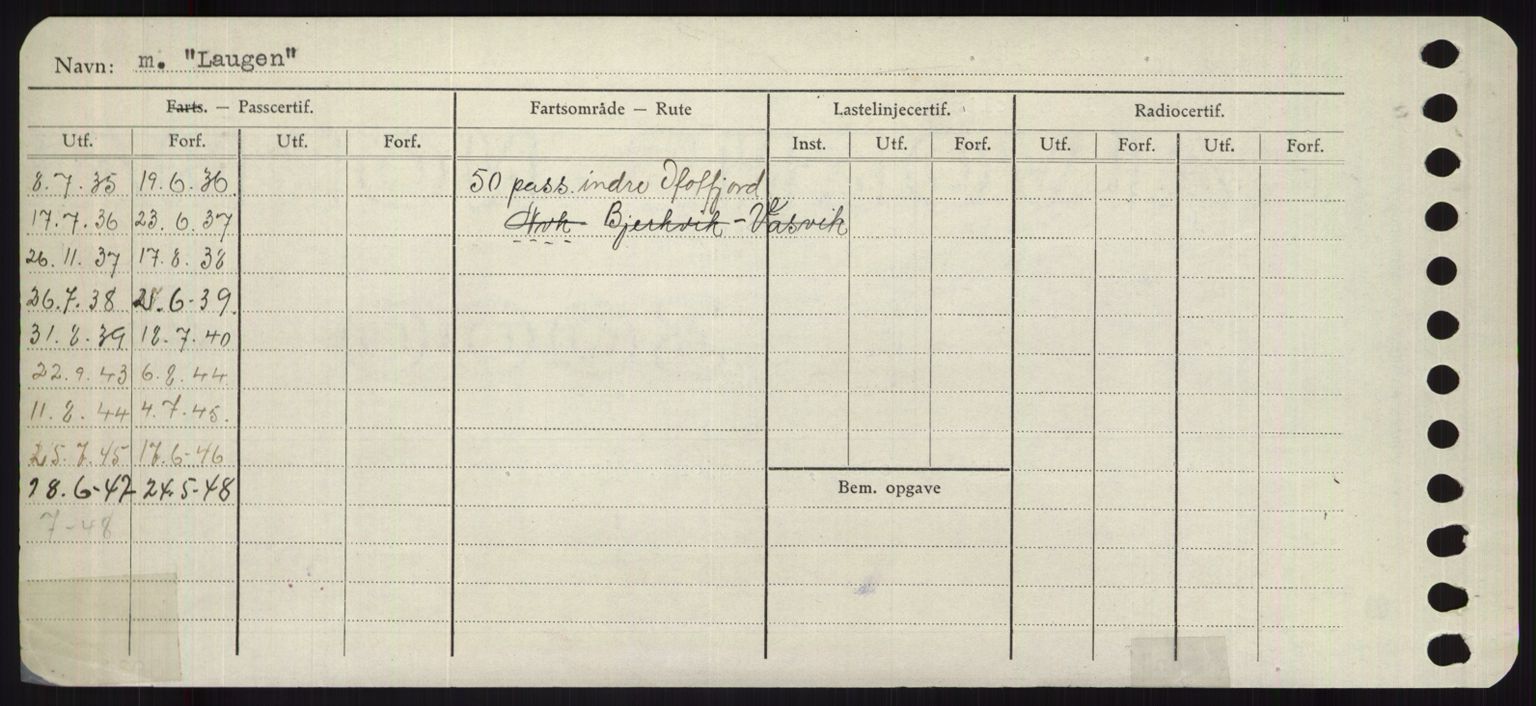 Navn: m. "Laugen"
Farts. — Passcertif. Fartsområde — Rute Lastelinjecertif. Radiocertif.
Utf. Forf. Utf. Forf. Inst. Utf. Forf. Utf. Forf. Utf. Forf.
8.7.35 19.6.36 50 pass. indre Ofotfjord
17.7.36 23.6.37 Bjerkvik - Vasvik
26.11.37 17.8.38
26.7.38 6-39.
31.8.39 18.7.40
22.9.43 6.8.44
11.8.44 4.7.45.
25.7.45 17.6-46
18.6-47 24.5-48
Bem. opgave
7-48